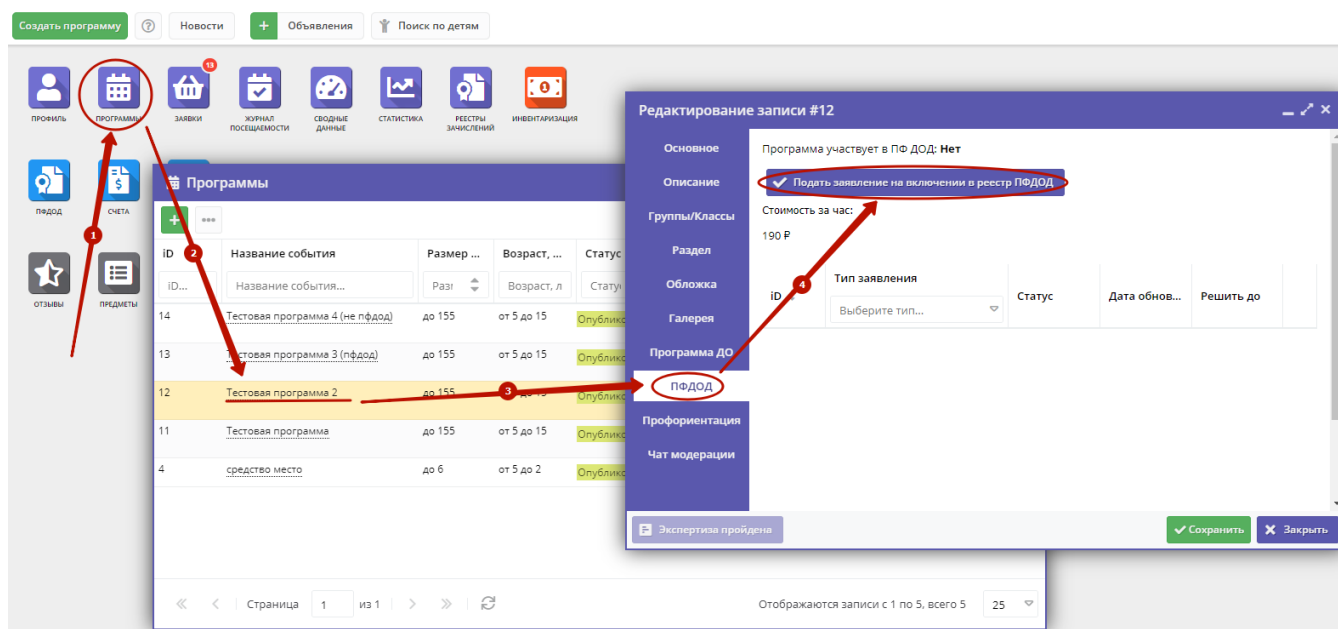 Создать программу
?
Новости
+ Объявления
Поиск по детям
13
ПРОФИЛЬ
ПРОГРАММЫ
ЗАЯВКИ
ЖУРНАЛ
ПОСЕЩАЕМОСТИ
СВОДНЫЕ
ДАННЫЕ
СТАТИСТИКА
РЕЕСТРЫ
ЗАЧИСЛЕНИЙ
ИНВЕНТАРИЗАЦИЯ
ПФДОД
СЧЕТА
ОТЗЫВЫ
ПРЕДМЕТЫ
1
2
3
4
Программы
+
iD Название события Размер ... Возраст, ... Статус
iD... Название события... Разг Возраст, л Стату
14 Тестовая программа 4 (не пфдод) до 155 от 5 до 15 Опублико
13 Тестовая программа 3 (пфдод) до 155 от 5 до 15 Опублико
12 Тестовая программа 2 до 155 15 Опублико
11 Тестовая программа до 155 от 5 до 15 Опублико
4 средство место до 6 от 5 до 2 Опублико
Страница 1 из 1
Отображаются записи с 1 по 5, всего 5 25
Редактирование записи #12
Основное
Описание
Группы/Классы
Раздел
Обложка
Галерея
Программа ДО
ПФДОД
Профориентация
Чат модерации
Программа участвует в ПФ ДОД: Нет
Подать заявление на включении в реестр ПФДОД
Стоимость за час:
190 ₽
iD Тип заявления Статус Дата обнов... Решить до
Выберите тип...
Экспертиза пройдена
Сохранить
Закрыть